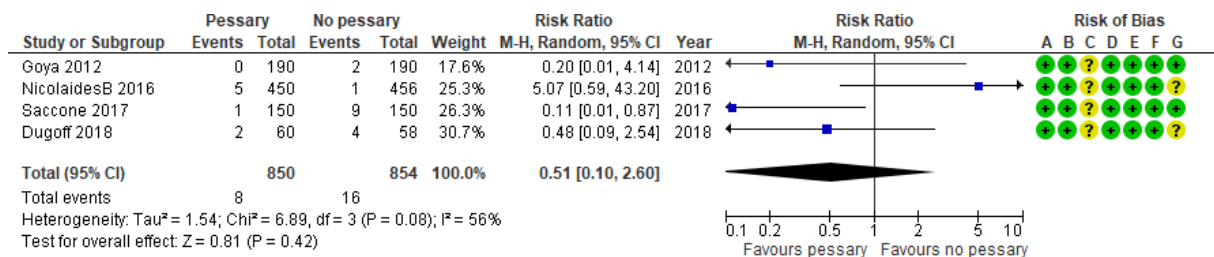 Pessary No pessary Risk Ratio Risk Ratio Risk of Bias
Study or Subgroup Events Total Events Total Weight M-H, Random, 95% CI Year M-H, Random, 95% CI A B C D E F G
Goya 2012 0 190 2 190 17.6% 0.20 [0.01, 4.14] 2012 + + ? + + + +
NicolaidesB 2016 5 450 1 456 25.3% 5.07 [0.59, 43.20] 2016 + + ? + + + ?
Saccone 2017 1 150 9 150 26.3% 0.11 [0.01, 0.87] 2017 + + ? + + + +
Dugoff 2018 2 60 4 58 30.7% 0.48 [0.09, 2.54] 2018 + + ? + + + ?
Total (95% CI) 850 854 100.0% 0.51 [0.10, 2.60]
Total events 8 16
Heterogeneity: Tau² = 1.54; Chi² = 6.89, df = 3 (P = 0.08); I² = 56%
Test for overall effect: Z = 0.81 (P = 0.42)
0.1 0.2 0.5 1 2 5 10
Favours pessary Favours no pessary